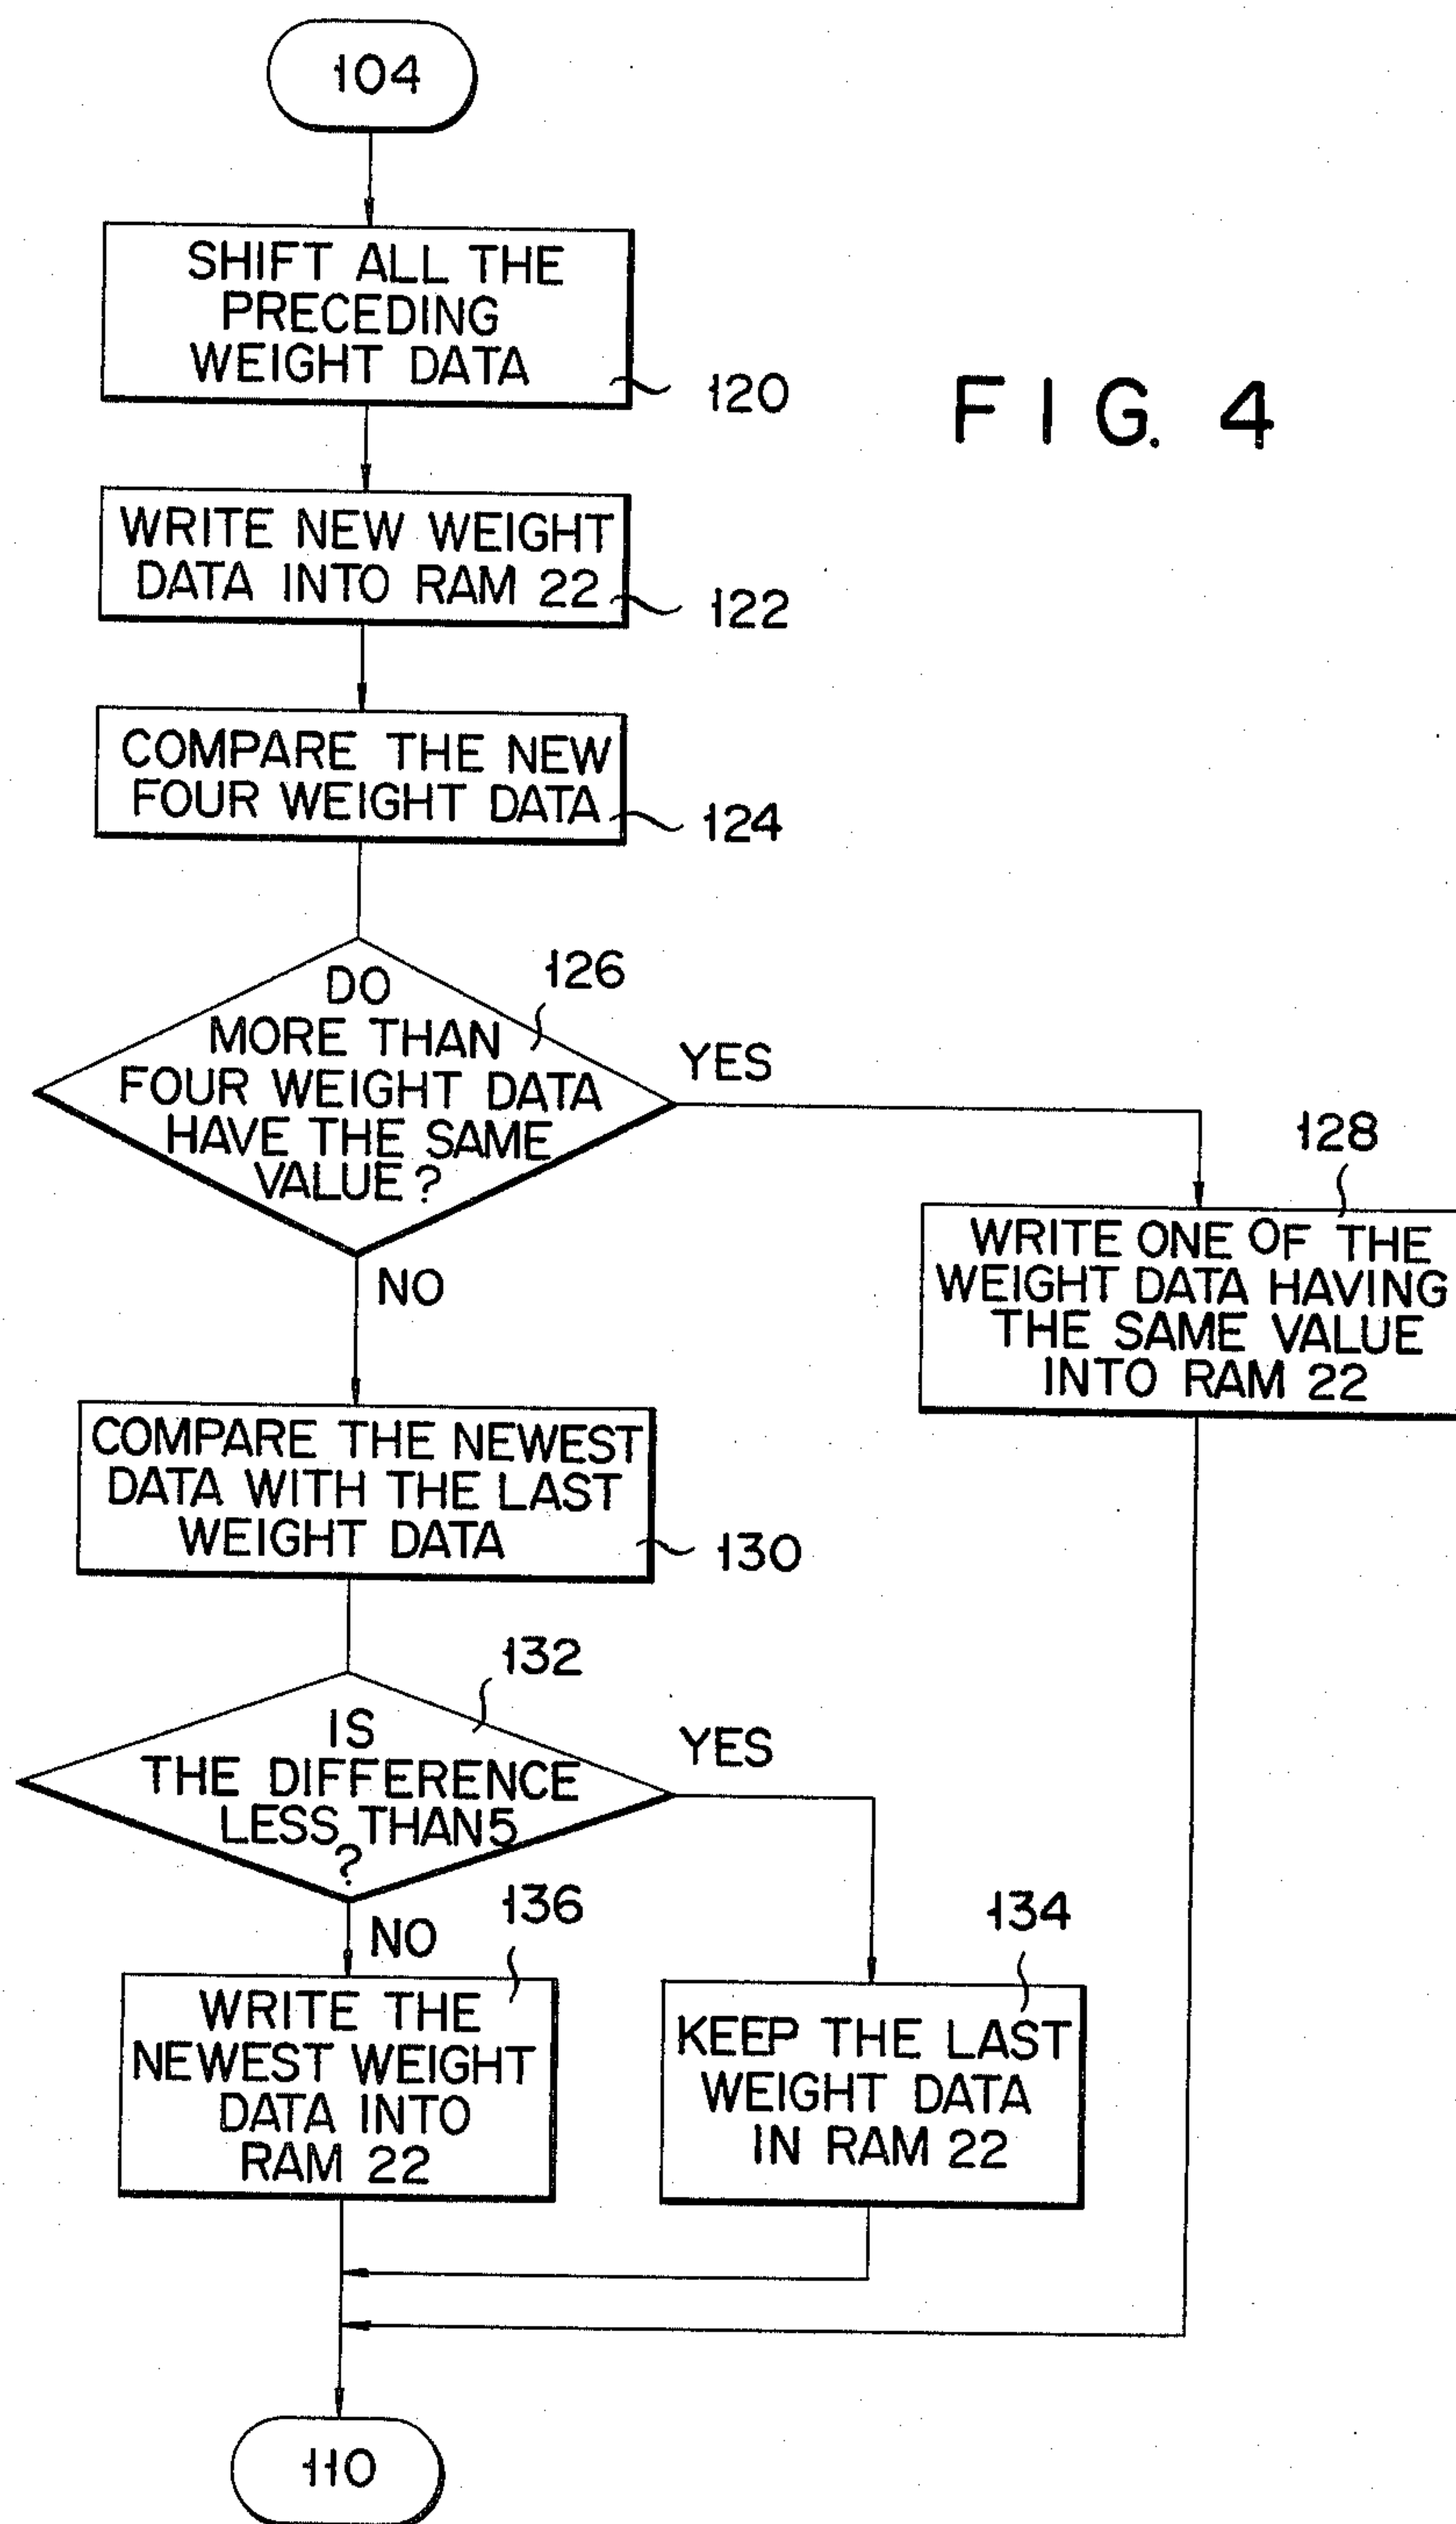 104
SHIFT ALL THE
PRECEDING
WEIGHT DATA
120
FIG. 4
WRITE NEW WEIGHT
DATA INTO RAM 22
122
COMPARE THE NEW
FOUR WEIGHT DATA
124
126
DO
MORE THAN
FOUR WEIGHT DATA
HAVE THE SAME
VALUE?
YES
NO
128
WRITE ONE OF THE
WEIGHT DATA HAVING
THE SAME VALUE
INTO RAM 22
COMPARE THE NEWEST
DATA WITH THE LAST
WEIGHT DATA
130
132
IS
THE DIFFERENCE
LESS THAN 5
?
YES
NO
136
WRITE THE
NEWEST WEIGHT
DATA INTO
RAM 22
134
KEEP THE LAST
WEIGHT DATA
IN RAM 22
110